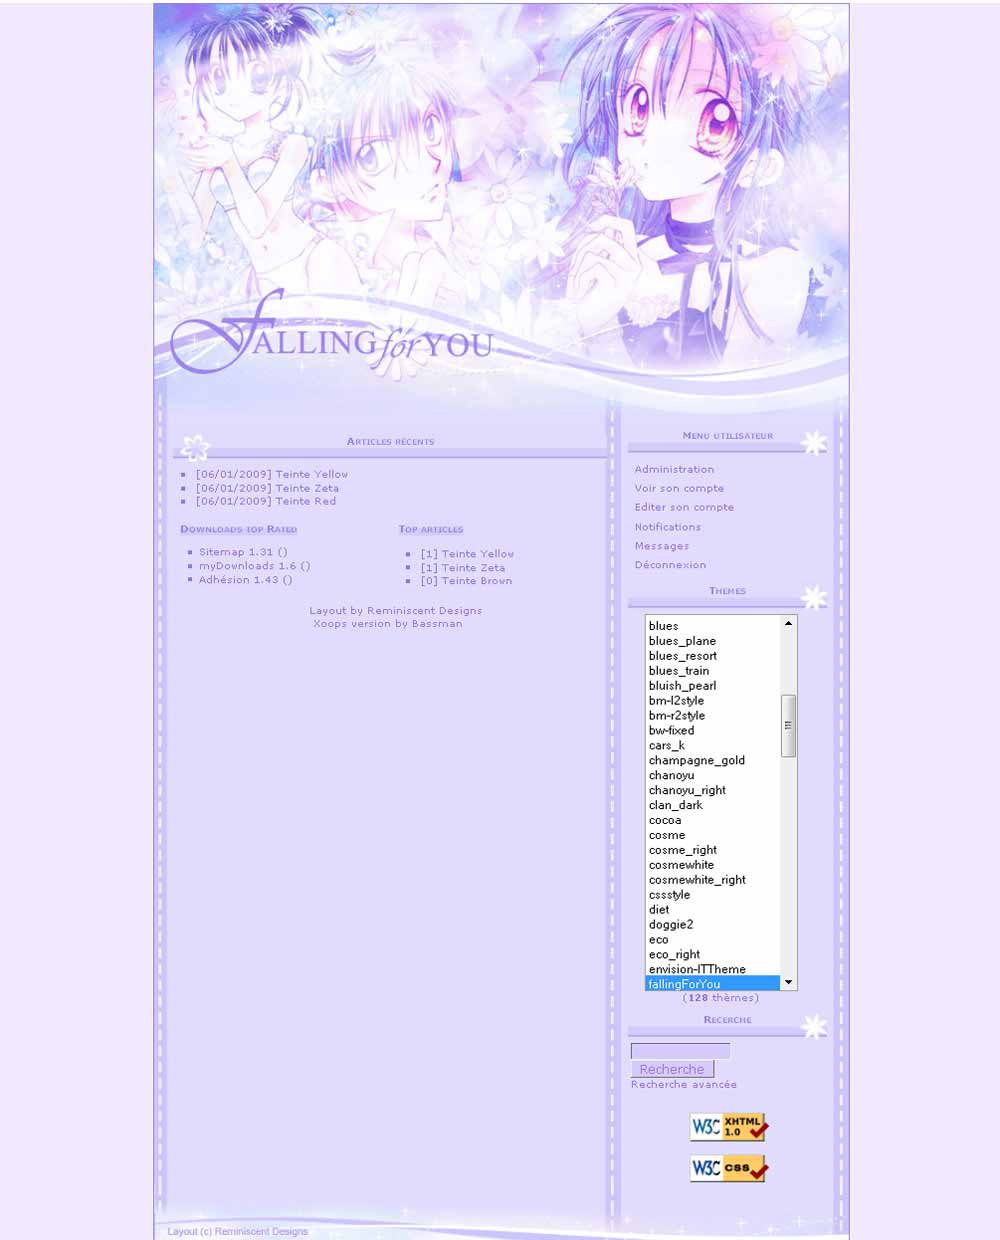 FALLING for YOU
Articles récents
[06/01/2009] Teinte Yellow
[06/01/2009] Teinte Zeta
[06/01/2009] Teinte Red
Downloads top Rated
Sitemap 1.31 ()
myDownloads 1.6 ()
Adhésion 1.43 ()
Top articles
[1] Teinte Yellow
[1] Teinte Zeta
[0] Teinte Brown
Layout by Reminiscent Designs
Xoops version by Bassman
Menu utilisateur
Administration
Voir son compte
Editer son compte
Notifications
Messages
Déconnexion
Themes
blues
blues_plane
blues_resort
blues_train
bluish_pearl
bm-l2style
bm-r2style
bw-fixed
cars_k
champagne_gold
chanoyu
chanoyu_right
clan_dark
cocoa
cosme
cosme_right
cosmewhite
cosmewhite_right
cssstyle
diet
doggie2
eco
eco_right
envision-ITTheme
fallingForYou
(128 thèmes)
Recerche
Recherche
Recherche avancée
W3C XHTML 1.0
W3C css
Layout (c) Reminiscent Designs